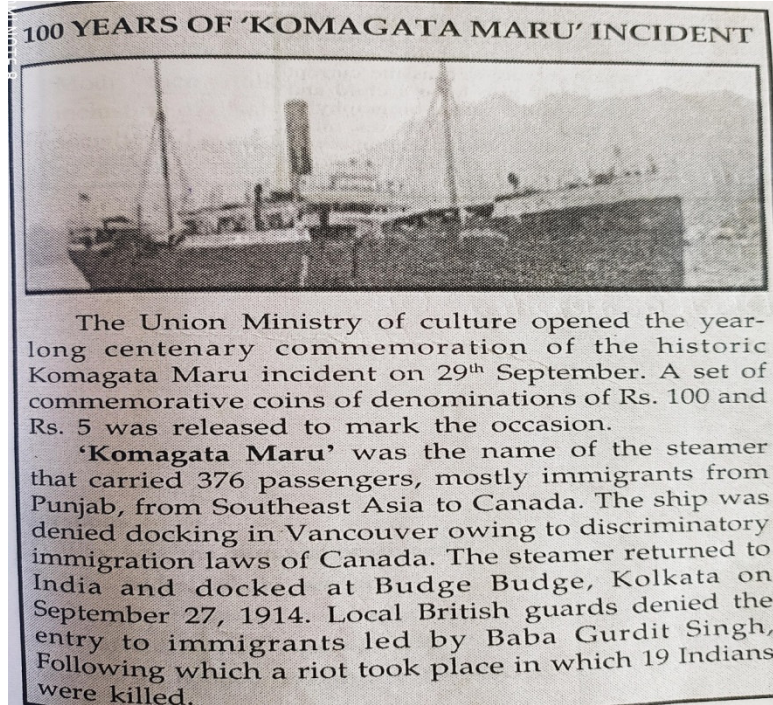 100 YEARS OF 'KOMAGATA MARU' INCIDENT
The Union Ministry of culture opened the year-
long centenary commemoration of the historic
Komagata Maru incident on 29th September. A set of
commemorative coins of denominations of Rs. 100 and
Rs. 5 was released to mark the occasion.
'Komagata Maru' was the name of the steamer
that carried 376 passengers, mostly immigrants from
Punjab, from Southeast Asia to Canada. The ship was
denied docking in Vancouver owing to discriminatory
immigration laws of Canada. The steamer returned to
India and docked at Budge Budge, Kolkata on
September 27, 1914. Local British guards denied the
entry to immigrants led by Baba Gurdit Singh,
Following which a riot took place in which 19 Indians
were killed.